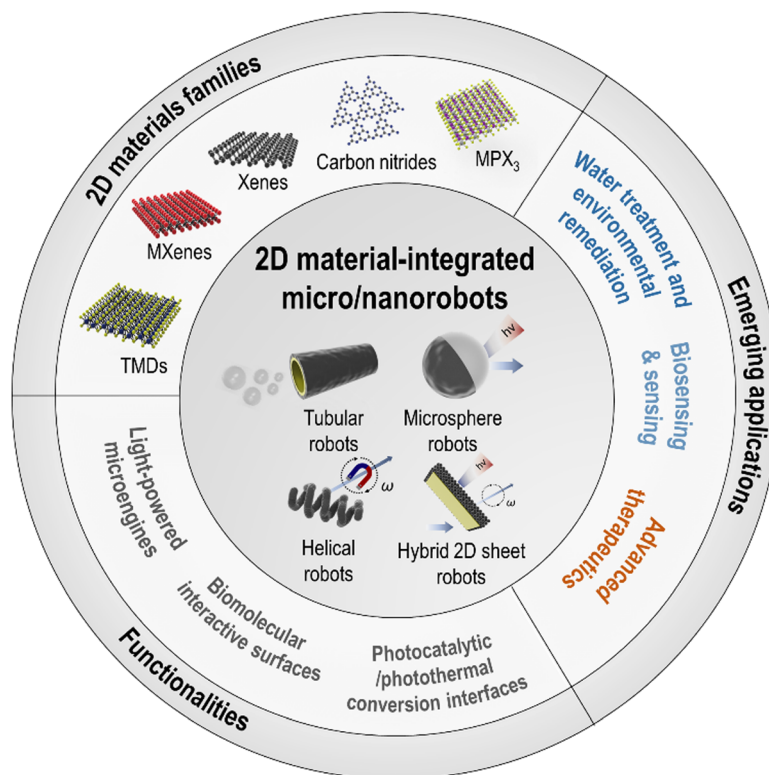 2D materials families
TMDs
MXenes
Xenes
Carbon nitrides
MPX₃
Emerging applications
Water treatment and
environmental
remediation
Biosensing
& sensing
Advanced
therapeutics
Functionalities
Light-powered
microengines
Biomolecular
interactive surfaces
Photocatalytic
/photothermal
conversion interfaces
2D material-integrated
micro/nanorobots
hv
Tubular
robots
Microsphere
robots
ω
hv
ω
Helical
robots
Hybrid 2D sheet
robots